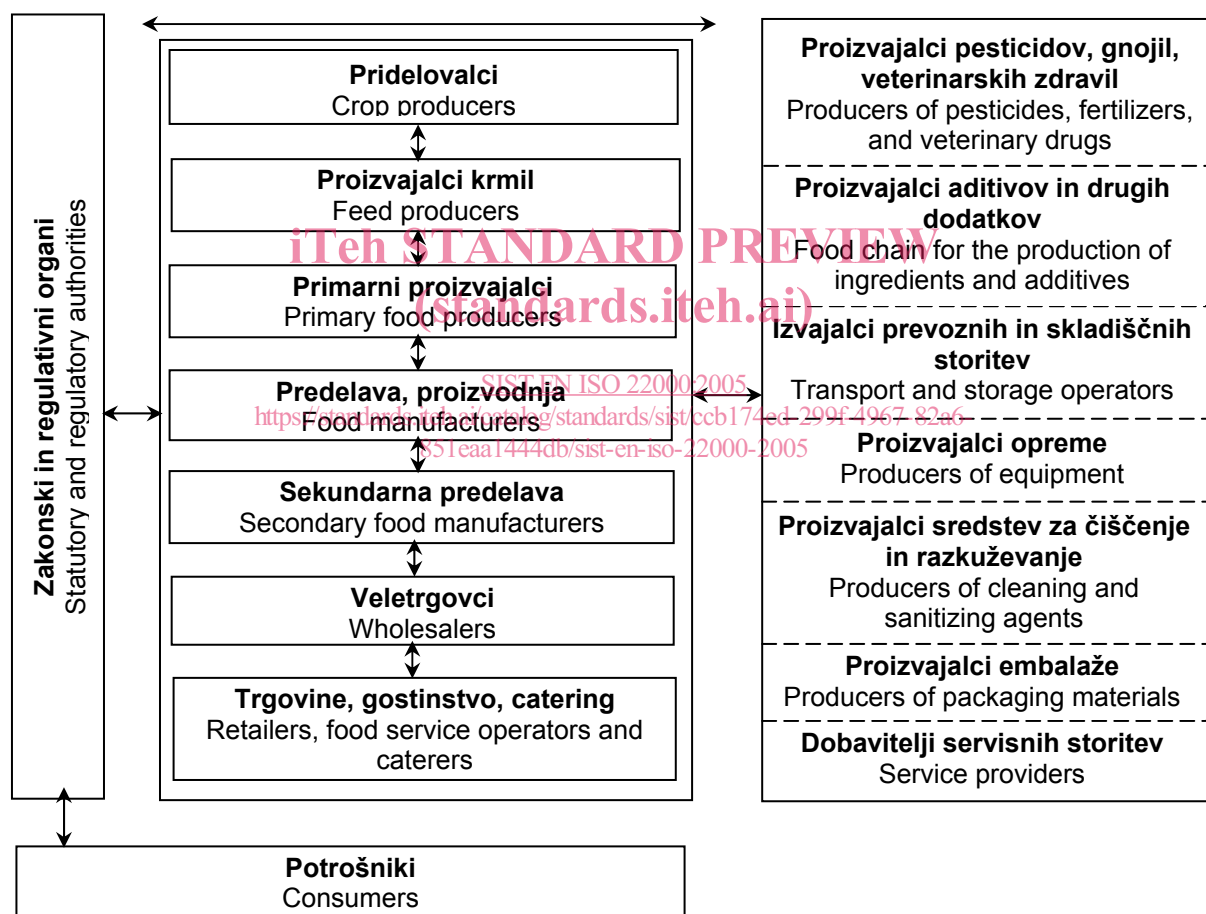 Zakonski in regulativni organi
Statutory and regulatory authorities
Pridelovalci
Crop producers
Proizvajalci krmil
Feed producers
Primarni proizvajalci
Primary food producers
Predelava, proizvodnja
Food manufacturers
Sekundarna predelava
Secondary food manufacturers
Veletrgovci
Wholesalers
Trgovine, gostinstvo, catering
Retailers, food service operators and
caterers
Proizvajalci pesticidov, gnojil,
veterinarskih zdravil
Producers of pesticides, fertilizers,
and veterinary drugs
Proizvajalci aditivov in drugih
dodatkov
Food chain for the production of
ingredients and additives
Izvajalci prevoznih in skladiščnih
storitev
Transport and storage operators
Proizvajalci opreme
Producers of equipment
Proizvajalci sredstev za čiščenje
in razkuževanje
Producers of cleaning and
sanitizing agents
Proizvajalci embalaže
Producers of packaging materials
Dobavitelji servisnih storitev
Service providers
Potrošniki
Consumers
iTeh STANDARD PREVIEW
(standards.iteh.ai)
SIST EN ISO 22000:2005
https://standards.iteh.ai/catalog/standards/sist/ccb174ed-299f-4967-82a6-
851eaa1444db/sist-en-iso-22000-2005